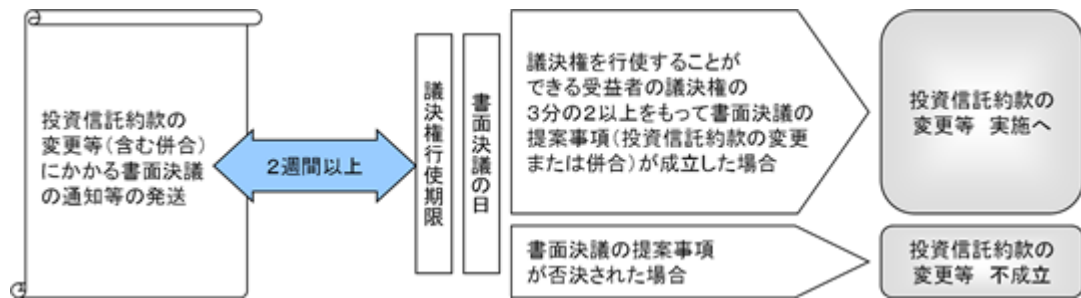 投資信託約款の
変更等(含む併合)
にかかる書面決議
の通知等の発送
2週間以上
議決権行使期限
書面決議の日
議決権を行使することが
できる受益者の議決権の
3分の2以上をもって書面決議の
提案事項(投資信託約款の変更
または併合)が成立した場合
投資信託約款の
変更等 実施へ
書面決議の提案事項
が否決された場合
投資信託約款の
変更等 不成立